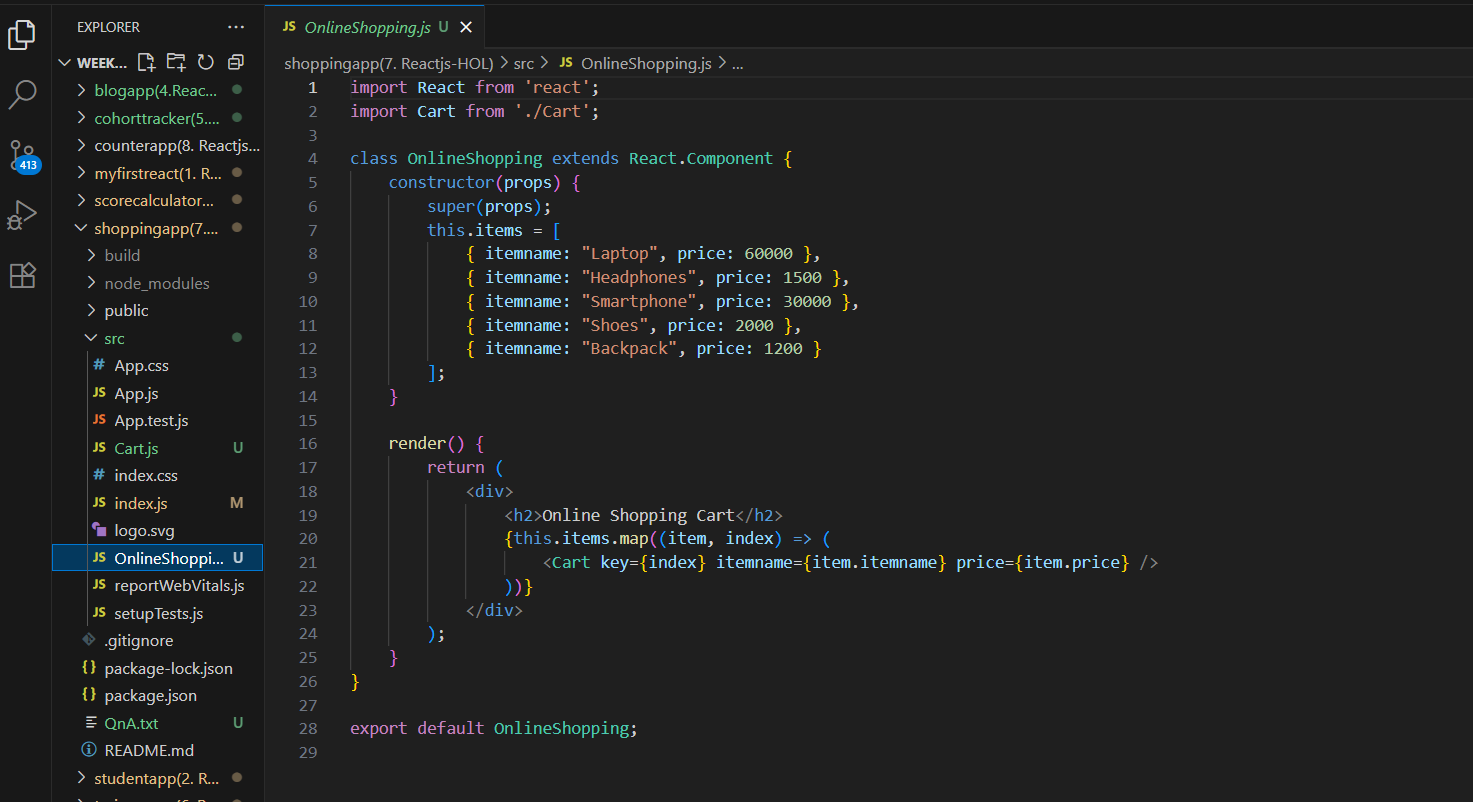 EXPLORER
WEEK...
blogapp(4.Reac...
cohorttracker(5....
counterapp(8. Reactjs...
myfirstreact(1. R...
scorecalculator...
shoppingapp(7....
build
node_modules
public
src
# App.css
JS App.js
JS App.test.js
JS Cart.js U
# index.css
JS index.js M
logo.svg
JS OnlineShoppi... U
JS reportWebVitals.js
JS setupTests.js
.gitignore
{} package-lock.json
{} package.json
QnA.txt U
README.md
studentapp(2. R...
413
JS OnlineShopping.js U
shoppingapp(7. Reactjs-HOL) > src > JS OnlineShopping.js > ...
1 import React from 'react';
2 import Cart from './Cart';
3
4 class OnlineShopping extends React.Component {
5     constructor(props) {
6         super(props);
7         this.items = [
8             { itemname: "Laptop", price: 60000 },
9             { itemname: "Headphones", price: 1500 },
10             { itemname: "Smartphone", price: 30000 },
11             { itemname: "Shoes", price: 2000 },
12             { itemname: "Backpack", price: 1200 }
13         ];
14     }
15
16     render() {
17         return (
18             <div>
19                 <h2>Online Shopping Cart</h2>
20                 {this.items.map((item, index) => (
21                     <Cart key={index} itemname={item.itemname} price={item.price} />
22                 ))}
23             </div>
24         );
25     }
26 }
27
28 export default OnlineShopping;
29